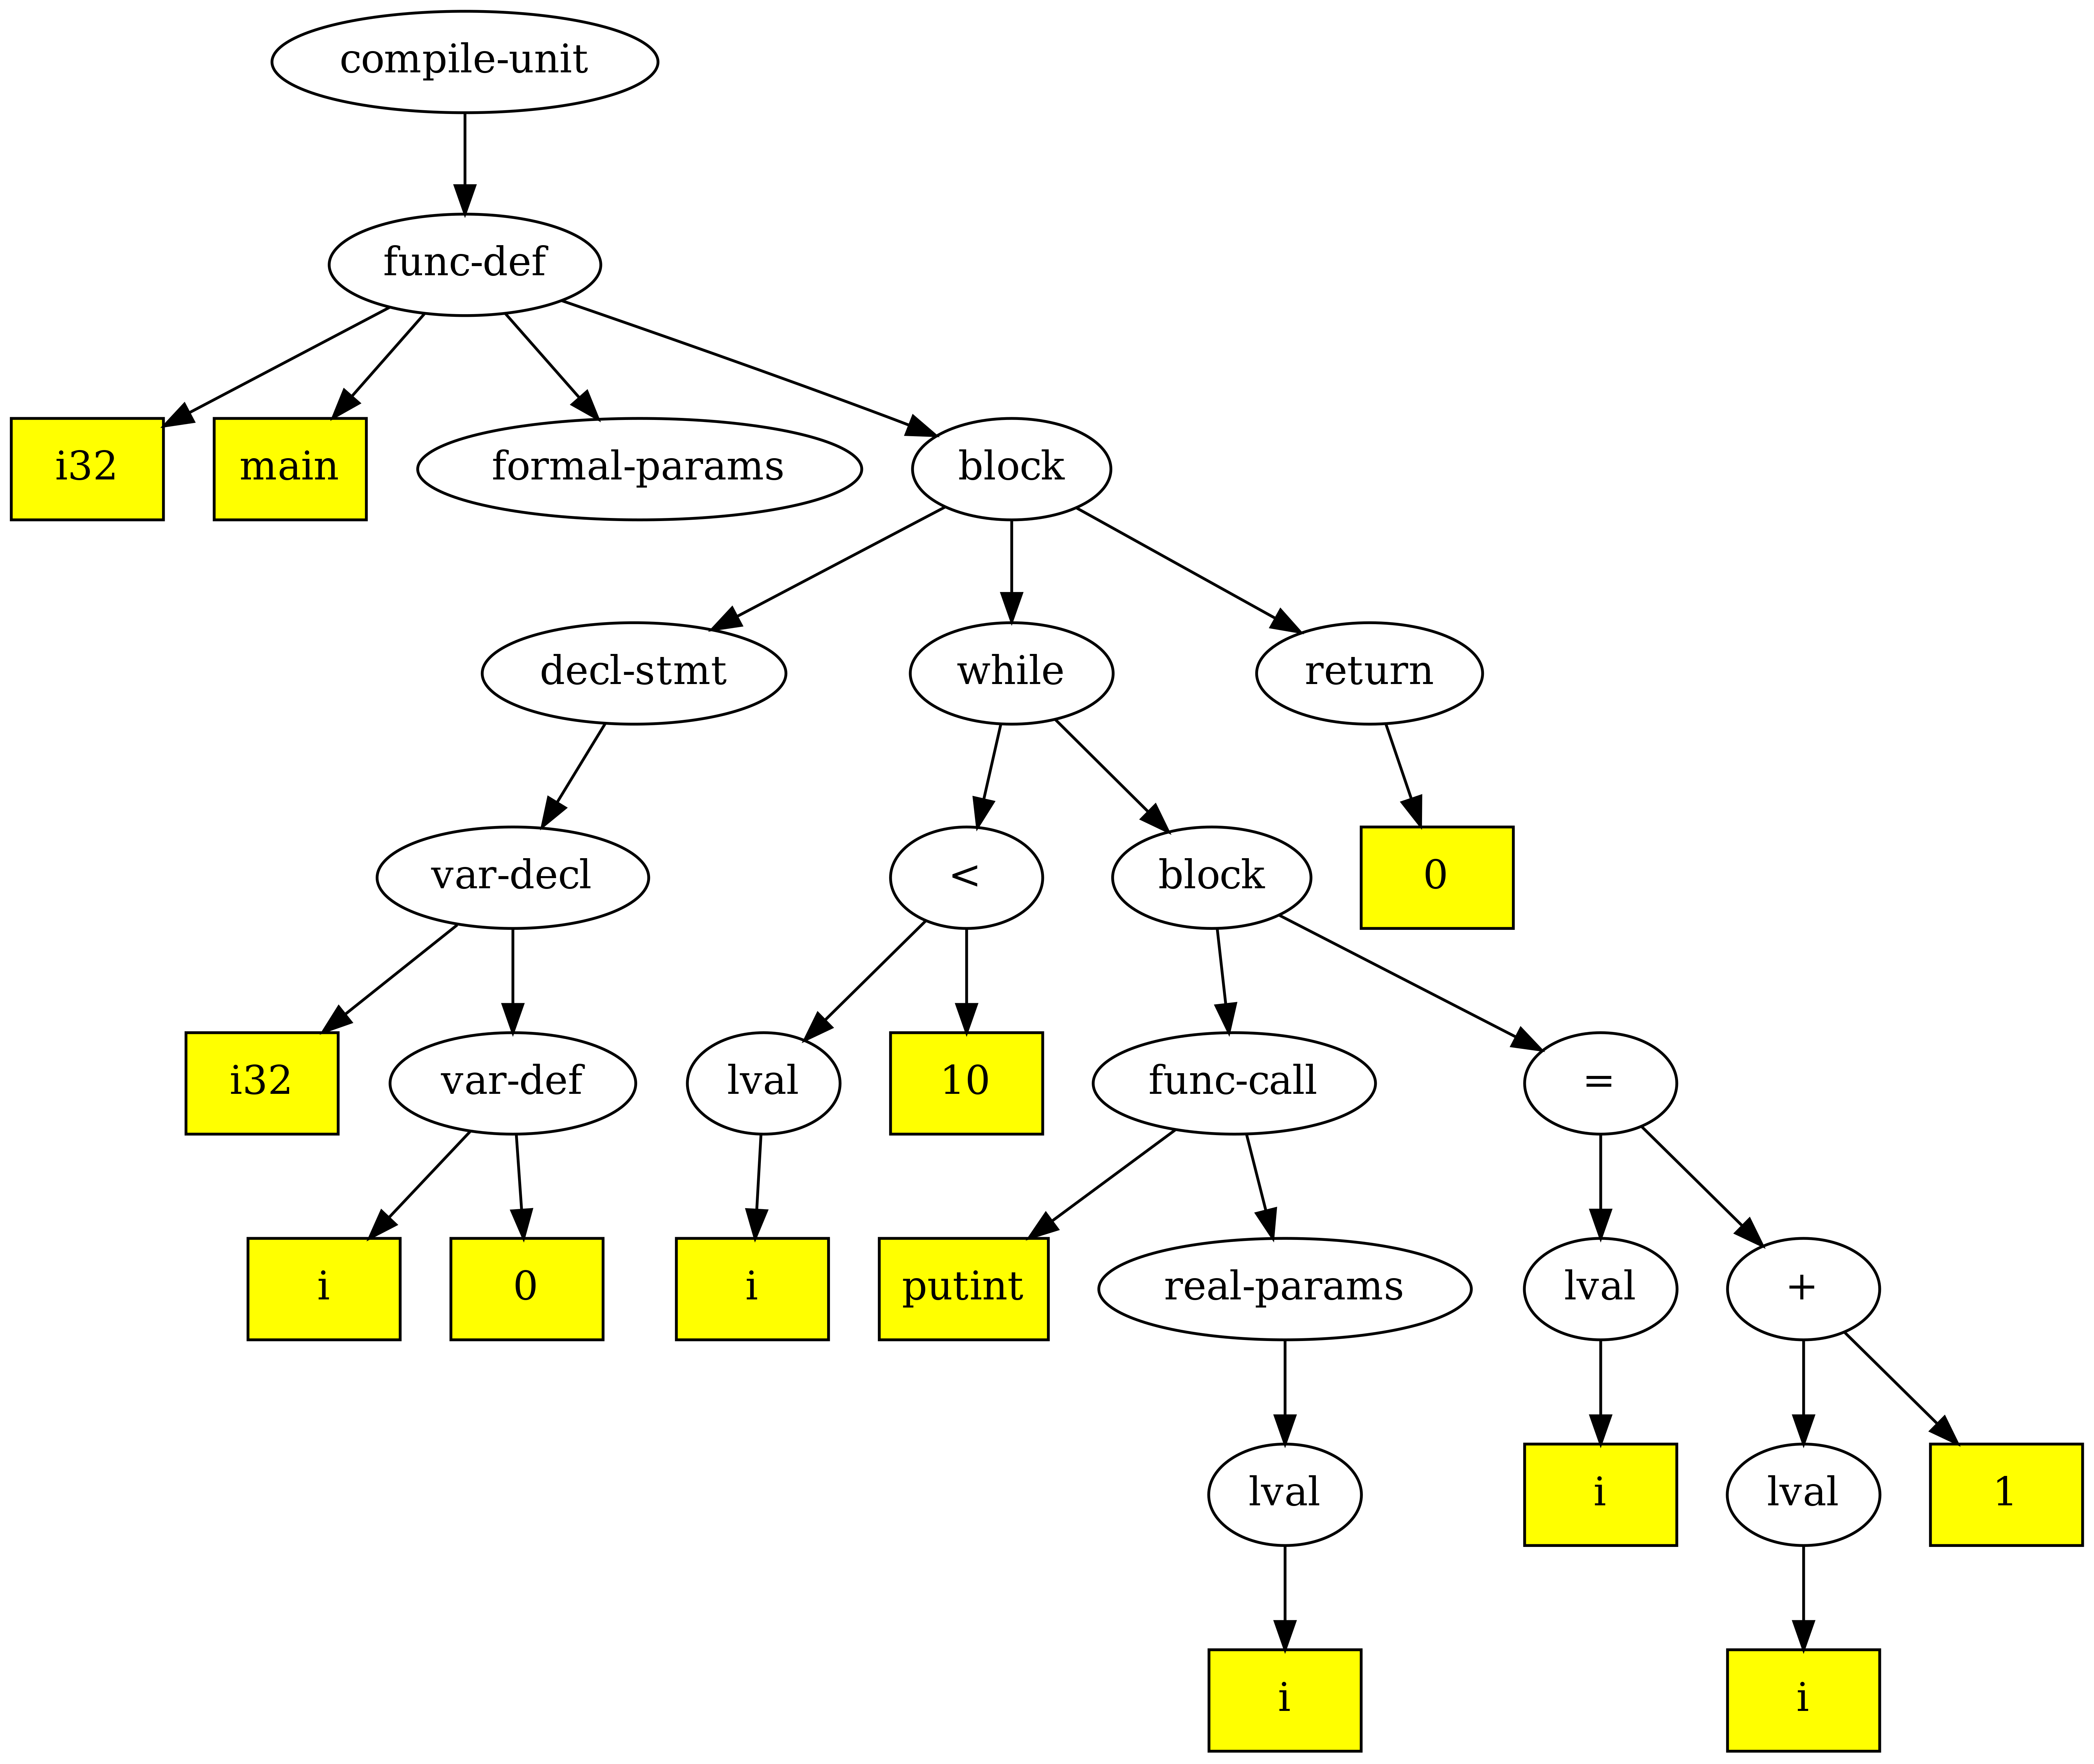 compile-unit
func-def
i32 main formal-params block
decl-stmt while return
var-decl < block 0
i32 var-def lval 10 func-call =
i 0 i putint real-params lval +
lval i lval 1
i i